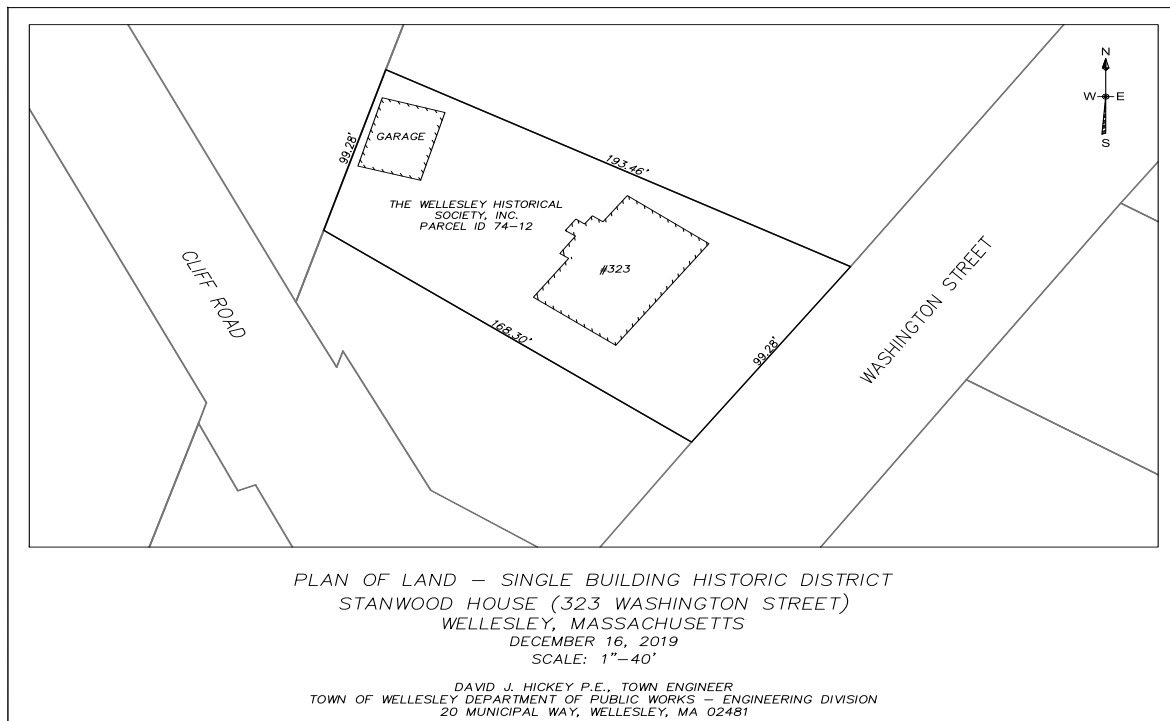 N
W E
S
GARAGE
99.28'
193.46'
THE WELLESLEY HISTORICAL
SOCIETY, INC.
PARCEL ID 74-12
#323
CLIFF ROAD
168.30'
99.28'
WASHINGTON STREET
PLAN OF LAND – SINGLE BUILDING HISTORIC DISTRICT
STANWOOD HOUSE (323 WASHINGTON STREET)
WELLESLEY, MASSACHUSETTS
DECEMBER 16, 2019
SCALE: 1"–40'
DAVID J. HICKEY P.E., TOWN ENGINEER
TOWN OF WELLESLEY DEPARTMENT OF PUBLIC WORKS – ENGINEERING DIVISION
20 MUNICIPAL WAY, WELLESLEY, MA 02481